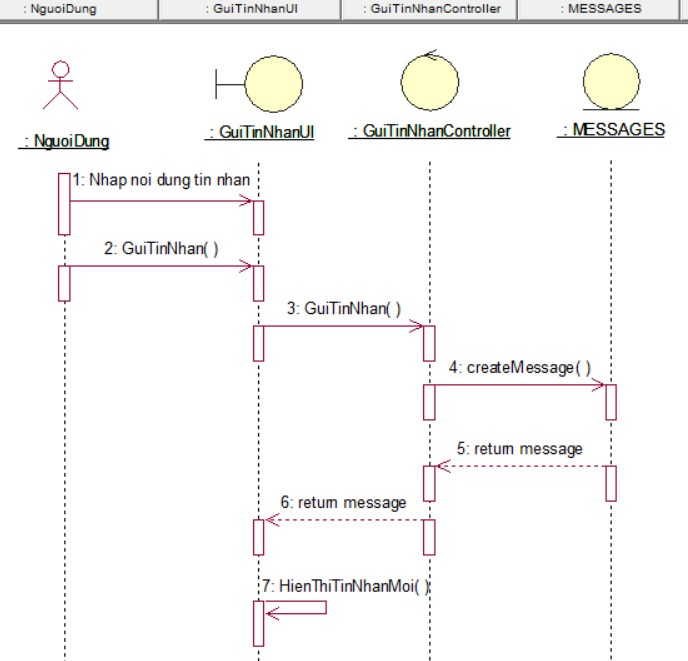 : NguoiDung
: GuiTinNhanUI
: GuiTinNhanController
: MESSAGES
: NguoiDung
: GuiTinNhanUI
: GuiTinNhanController
: MESSAGES
1: Nhap noi dung tin nhan
2: GuiTinNhan( )
3: GuiTinNhan( )
4: createMessage( )
5: return message
6: return message
7: HienThiTinNhanMoi( )